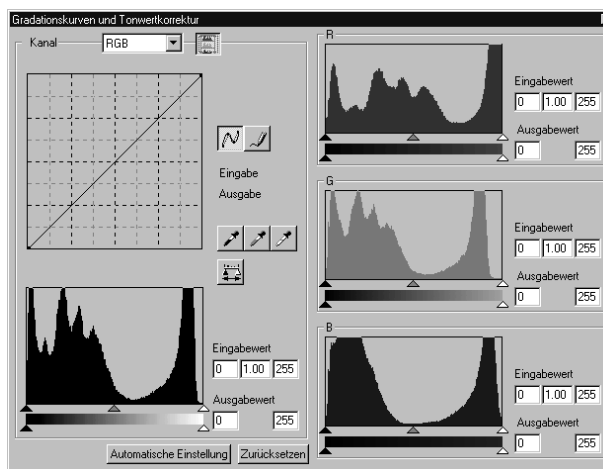 Gradationskurven und Tonwertkorrektur
Kanal RGB
Eingabe
Ausgabe
Eingabewert
0 1.00 255
Ausgabewert
0 255
Automatische Einstellung Zurücksetzen
R
Eingabewert
0 1.00 255
Ausgabewert
0 255
G
Eingabewert
0 1.00 255
Ausgabewert
0 255
B
Eingabewert
0 1.00 255
Ausgabewert
0 255